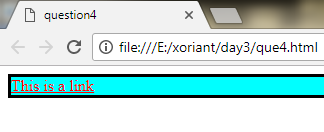 question4
file:///E:/xoriant/day3/que4.html
This is a link